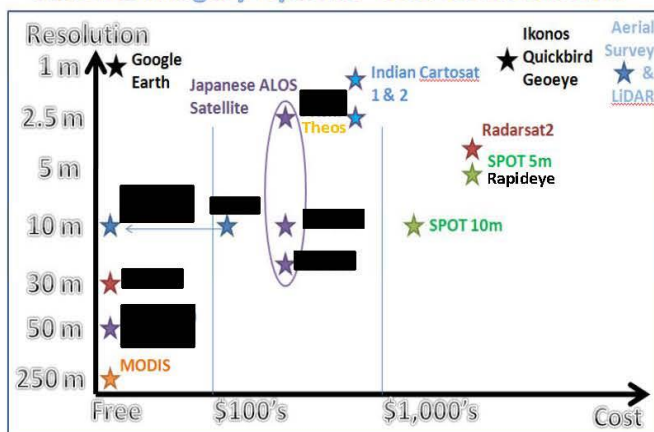 Resolution
1 m
Google
Earth
Japanese ALOS
Satellite
Indian Cartosat
1 & 2
Ikonos
Quickbird
Geoeye
Aerial
Survey
&
LiDAR
2.5 m
Theos
Radarsat2
5 m
SPOT 5m
Rapideye
10 m
SPOT 10m
30 m
50 m
MODIS
250 m
Free
$100's
$1,000's
Cost